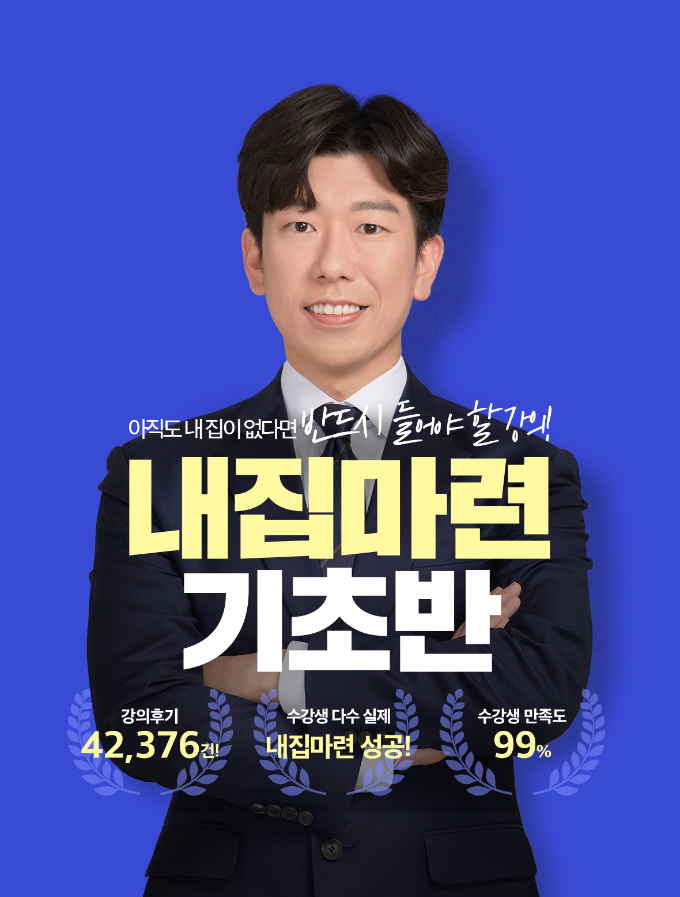 아직도 내 집이 없다면 반드시 들어야 할 강의!
내집마련
기초반
강의후기
42,376건!
수강생 다수 실제
내집마련 성공!
수강생 만족도
99%